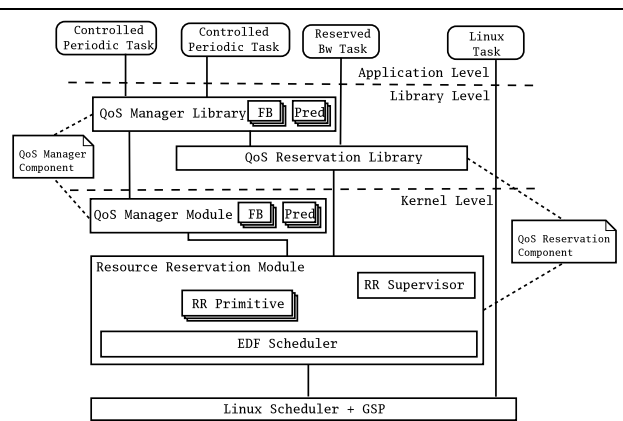 Controlled
Periodic Task
Controlled
Periodic Task
Reserved
Bw Task
Linux
Task
Application Level
Library Level
QoS Manager Library
FB
Pred
QoS Manager
Component
QoS Reservation Library
Kernel Level
QoS Manager Module
FB
Pred
QoS Reservation
Component
Resource Reservation Module
RR Supervisor
RR Primitive
EDF Scheduler
Linux Scheduler + GSP